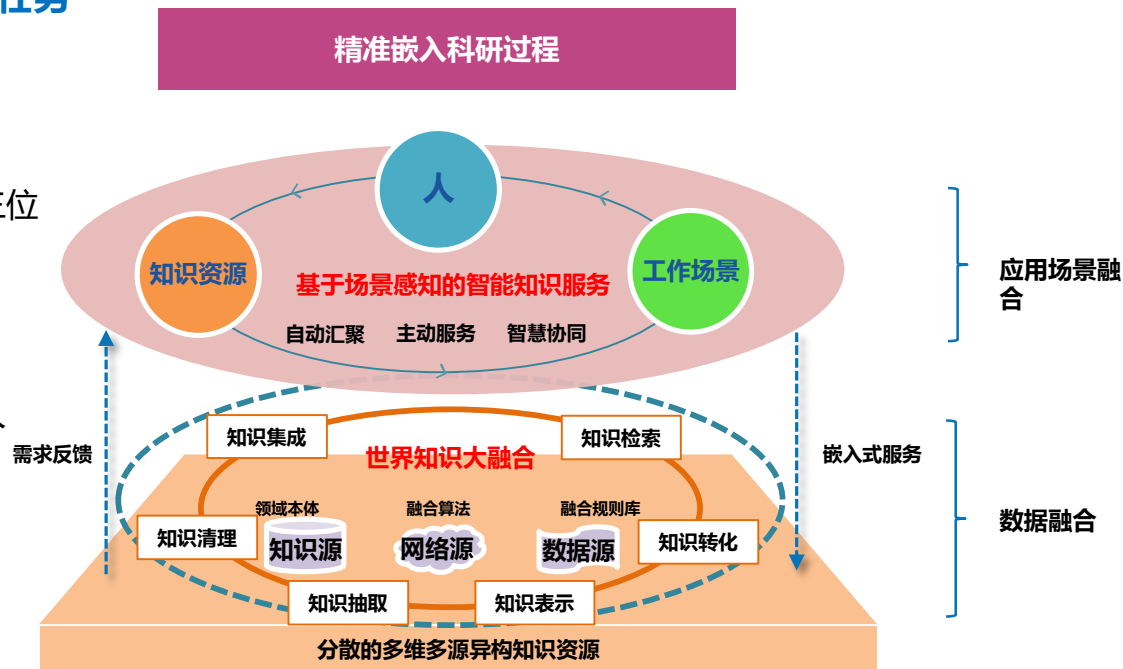 任务
精准嵌入科研过程
人
三位
知识资源
工作场景
基于场景感知的智能知识服务
应用场景融
合
自动汇聚 主动服务 智慧协同
需求反馈
知识集成
知识检索
世界知识大融合
嵌入式服务
领域本体 融合算法 融合规则库
知识清理
知识源
网络源
数据源
知识转化
数据融合
知识抽取
知识表示
分散的多维多源异构知识资源